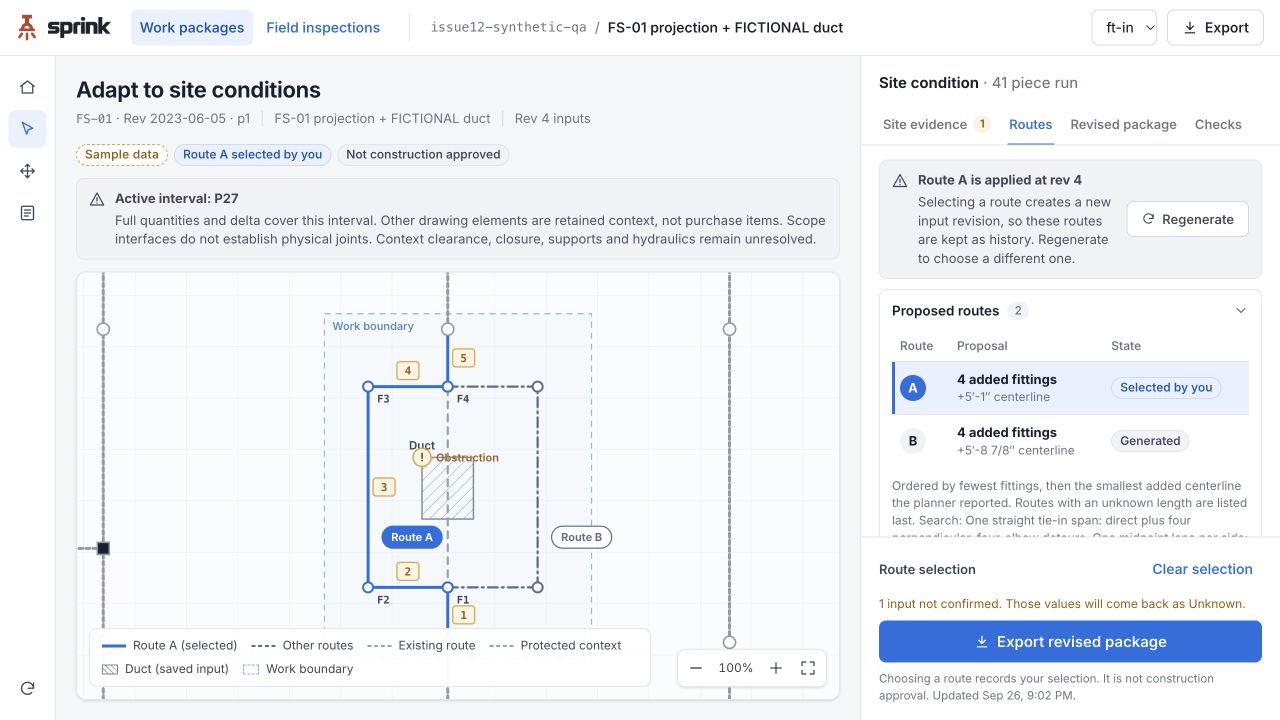 sprink
Work packages
Field inspections
issue12-synthetic-qa / FS-01 projection + FICTIONAL duct
ft-in
Export
Adapt to site conditions
FS-01 · Rev 2023-06-05 · p1
FS-01 projection + FICTIONAL duct
Rev 4 inputs
Sample data
Route A selected by you
Not construction approved
Active interval: P27
Full quantities and delta cover this interval. Other drawing elements are retained context, not purchase items. Scope
interfaces do not establish physical joints. Context clearance, closure, supports and hydraulics remain unresolved.
Work boundary
5
4
F3
F4
Duct
!
Obstruction
3
Route A
Route B
2
F2
F1
1
Route A (selected)
Other routes
Existing route
Protected context
Duct (saved input)
Work boundary
100%
Site condition · 41 piece run
Site evidence 1
Routes
Revised package
Checks
Route A is applied at rev 4
Selecting a route creates a new
input revision, so these routes
are kept as history. Regenerate
to choose a different one.
Regenerate
Proposed routes 2
Route
Proposal
State
A
4 added fittings
+5'-1" centerline
Selected by you
B
4 added fittings
+5'-8 7/8" centerline
Generated
Ordered by fewest fittings, then the smallest added centerline
the planner reported. Routes with an unknown length are listed
last. Search: One straight tie-in span: direct plus four
perpendicular, four-elbow detours. One midpoint lane per side;
Route selection
Clear selection
1 input not confirmed. Those values will come back as Unknown.
Export revised package
Choosing a route records your selection. It is not construction
approval. Updated Sep 26, 9:02 PM.